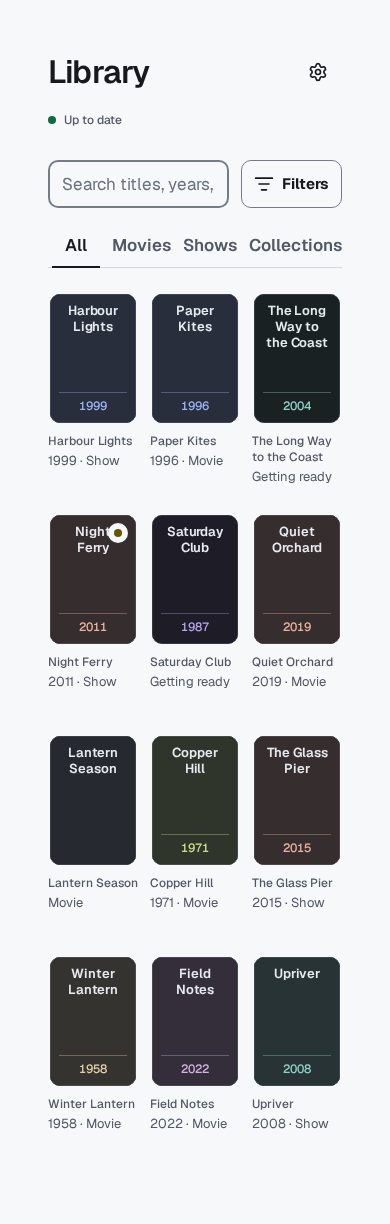 Library
Up to date
Search titles, years,
Filters
All Movies Shows Collections
Harbour
Lights
1999
Harbour Lights
1999 · Show
Paper
Kites
1996
Paper Kites
1996 · Movie
The Long
Way to
the Coast
2004
The Long Way
to the Coast
Getting ready
Night
Ferry
2011
Night Ferry
2011 · Show
Saturday
Club
1987
Saturday Club
Getting ready
Quiet
Orchard
2019
Quiet Orchard
2019 · Movie
Lantern
Season
Lantern Season
Movie
Copper
Hill
1971
Copper Hill
1971 · Movie
The Glass
Pier
2015
The Glass Pier
2015 · Show
Winter
Lantern
1958
Winter Lantern
1958 · Movie
Field
Notes
2022
Field Notes
2022 · Movie
Upriver
2008
Upriver
2008 · Show